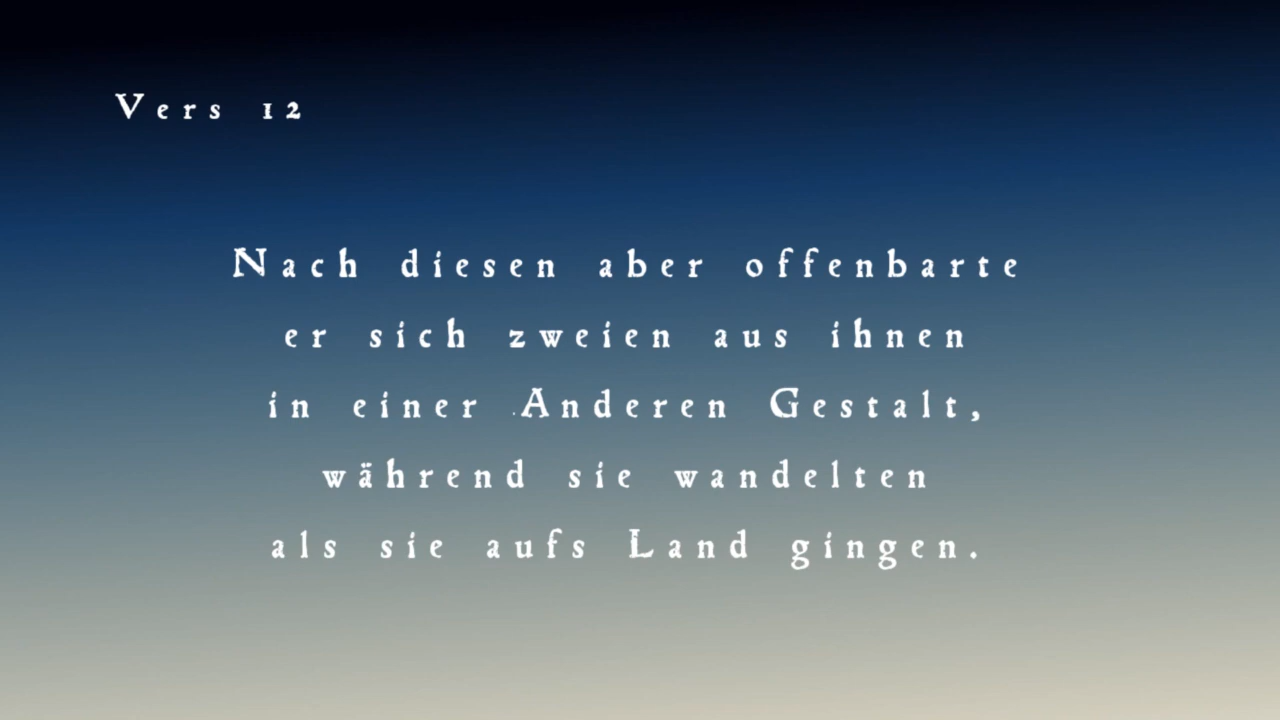 Vers 12
Nach diesen aber offenbarte
er sich zweien aus ihnen
in einer Anderen Gestalt,
während sie wandelten
als sie aufs Land gingen.